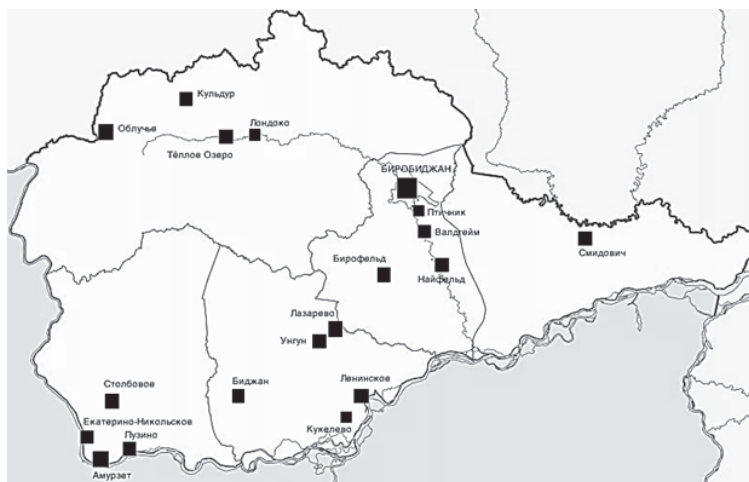 Кульдур
Облучье
Лондоко
Тёплое Озеро
БИРОБИДЖАН
Птичник
Валдгейм
Смидович
Бирофельд
Найфельд
Лазарево
Унгун
Столбовое
Биджан
Ленинское
Екатерино-Никольское
Кукелево
Пузино
Амурзет